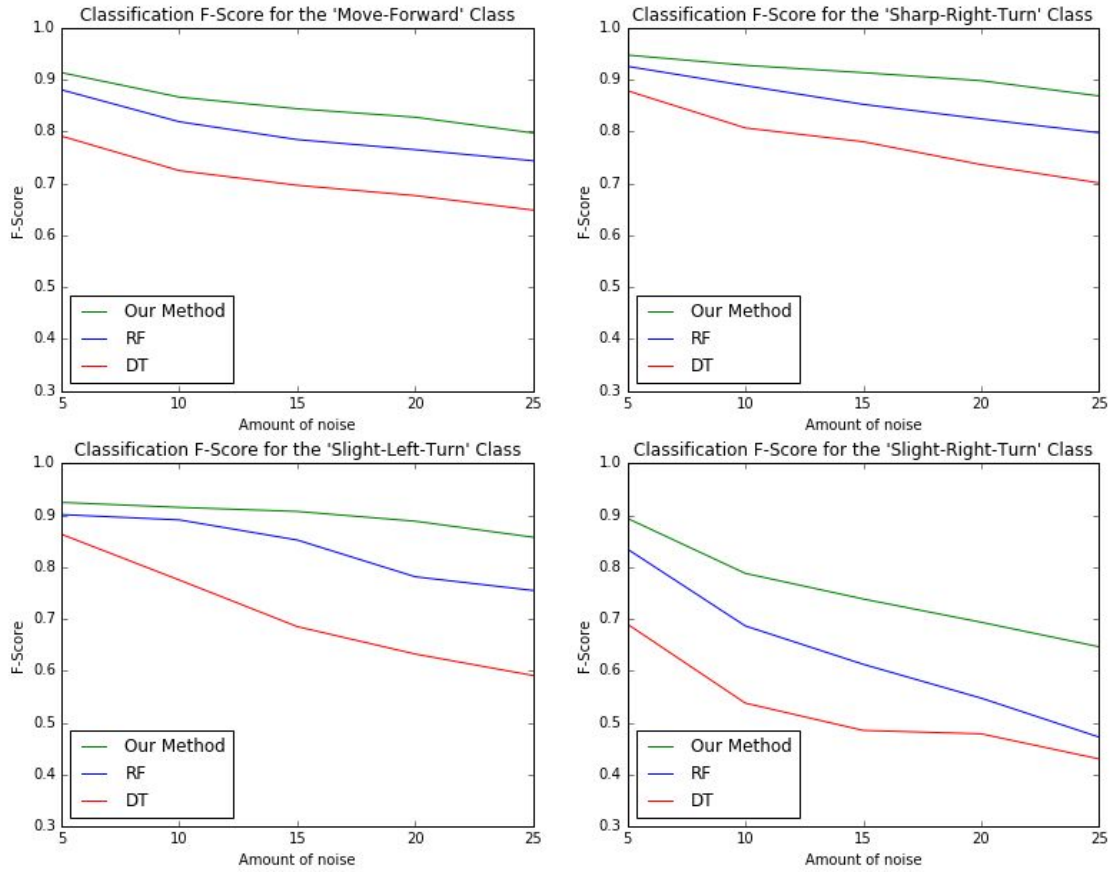 Classification F-Score for the 'Move-Forward' Class
1.0
0.9
0.8
0.7
0.6
0.5
0.4
0.3
F-Score
Our Method
RF
DT
5 10 15 20 25
Amount of noise
Classification F-Score for the 'Sharp-Right-Turn' Class
1.0
0.9
0.8
0.7
0.6
0.5
0.4
0.3
F-Score
Our Method
RF
DT
5 10 15 20 25
Amount of noise
Classification F-Score for the 'Slight-Left-Turn' Class
1.0
0.9
0.8
0.7
0.6
0.5
0.4
0.3
F-Score
Our Method
RF
DT
5 10 15 20 25
Amount of noise
Classification F-Score for the 'Slight-Right-Turn' Class
1.0
0.9
0.8
0.7
0.6
0.5
0.4
0.3
F-Score
Our Method
RF
DT
5 10 15 20 25
Amount of noise